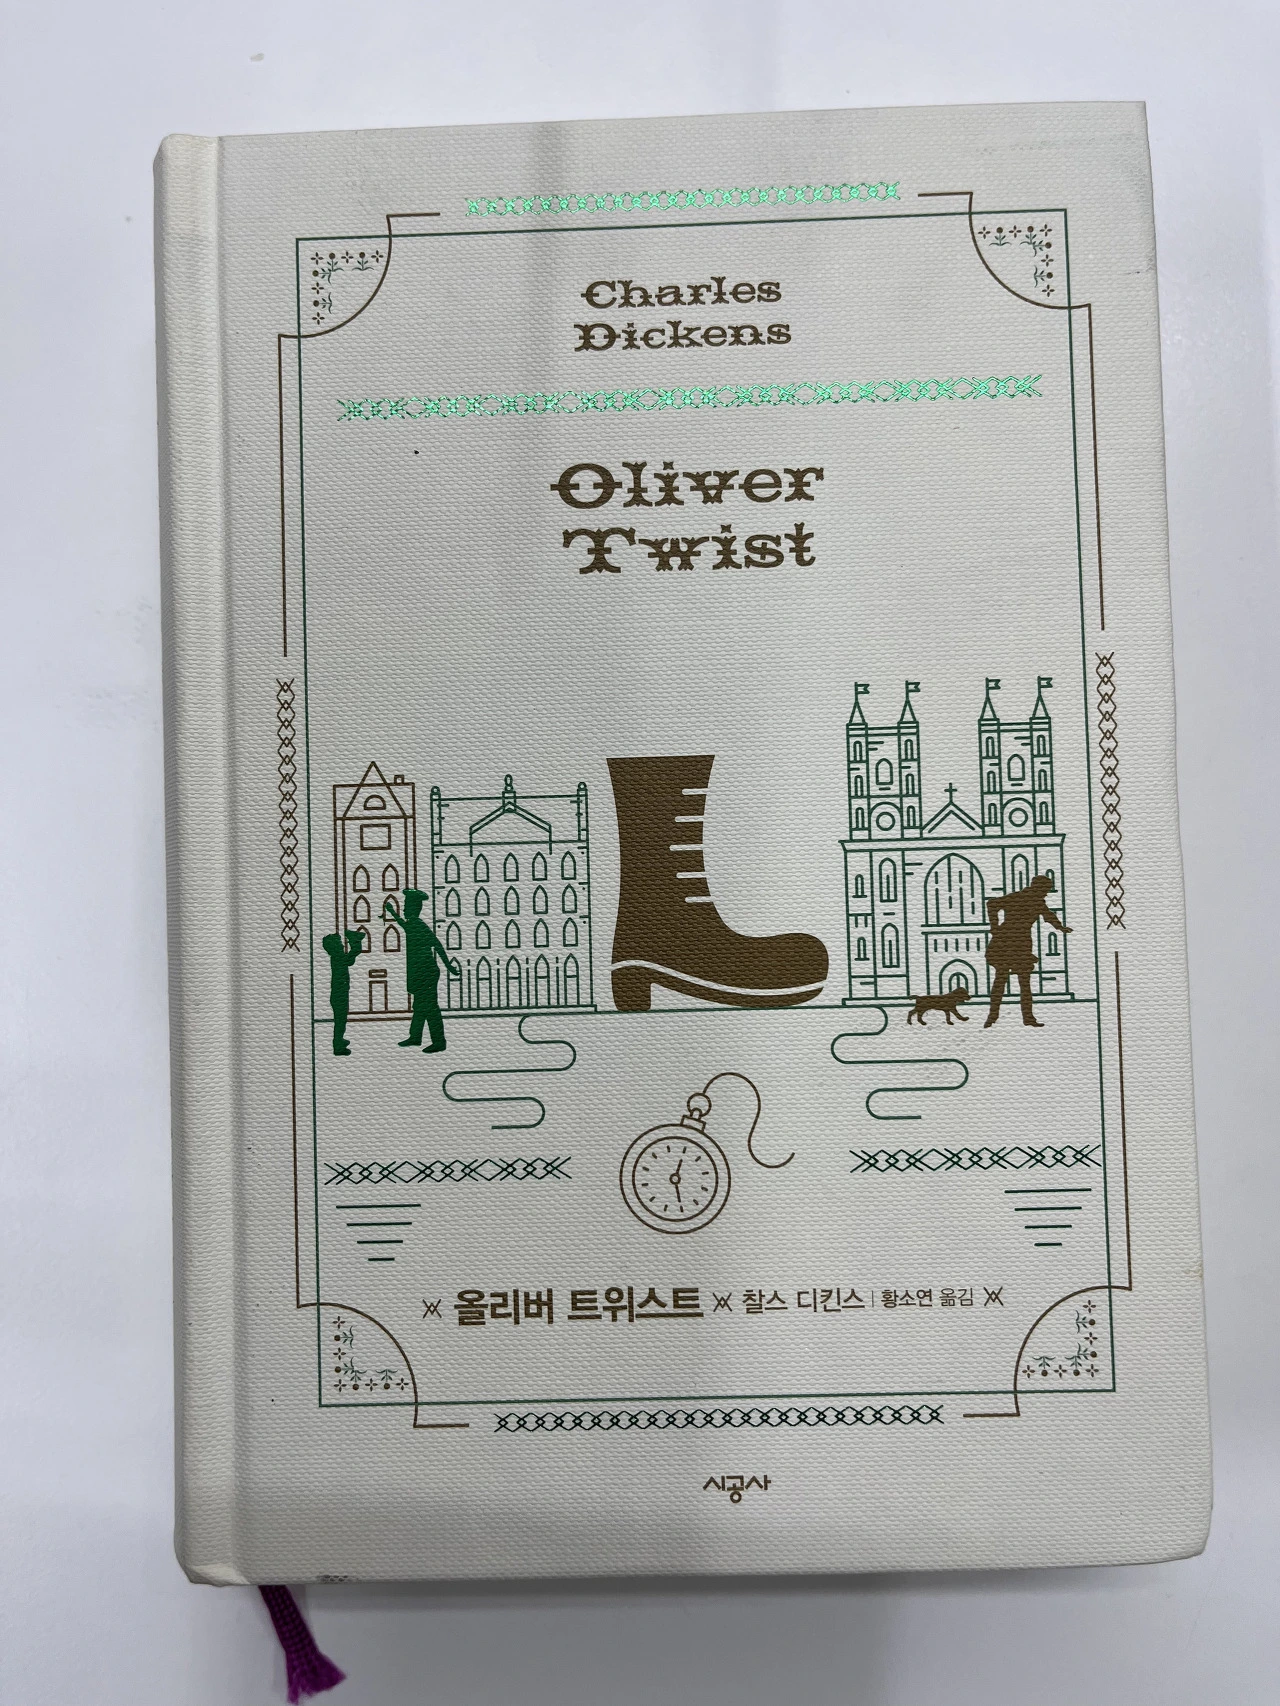 Charles
Dickens
Oliver
Twist
올리버 트위스트 찰스 디킨스 | 황소연 옮김
시공사